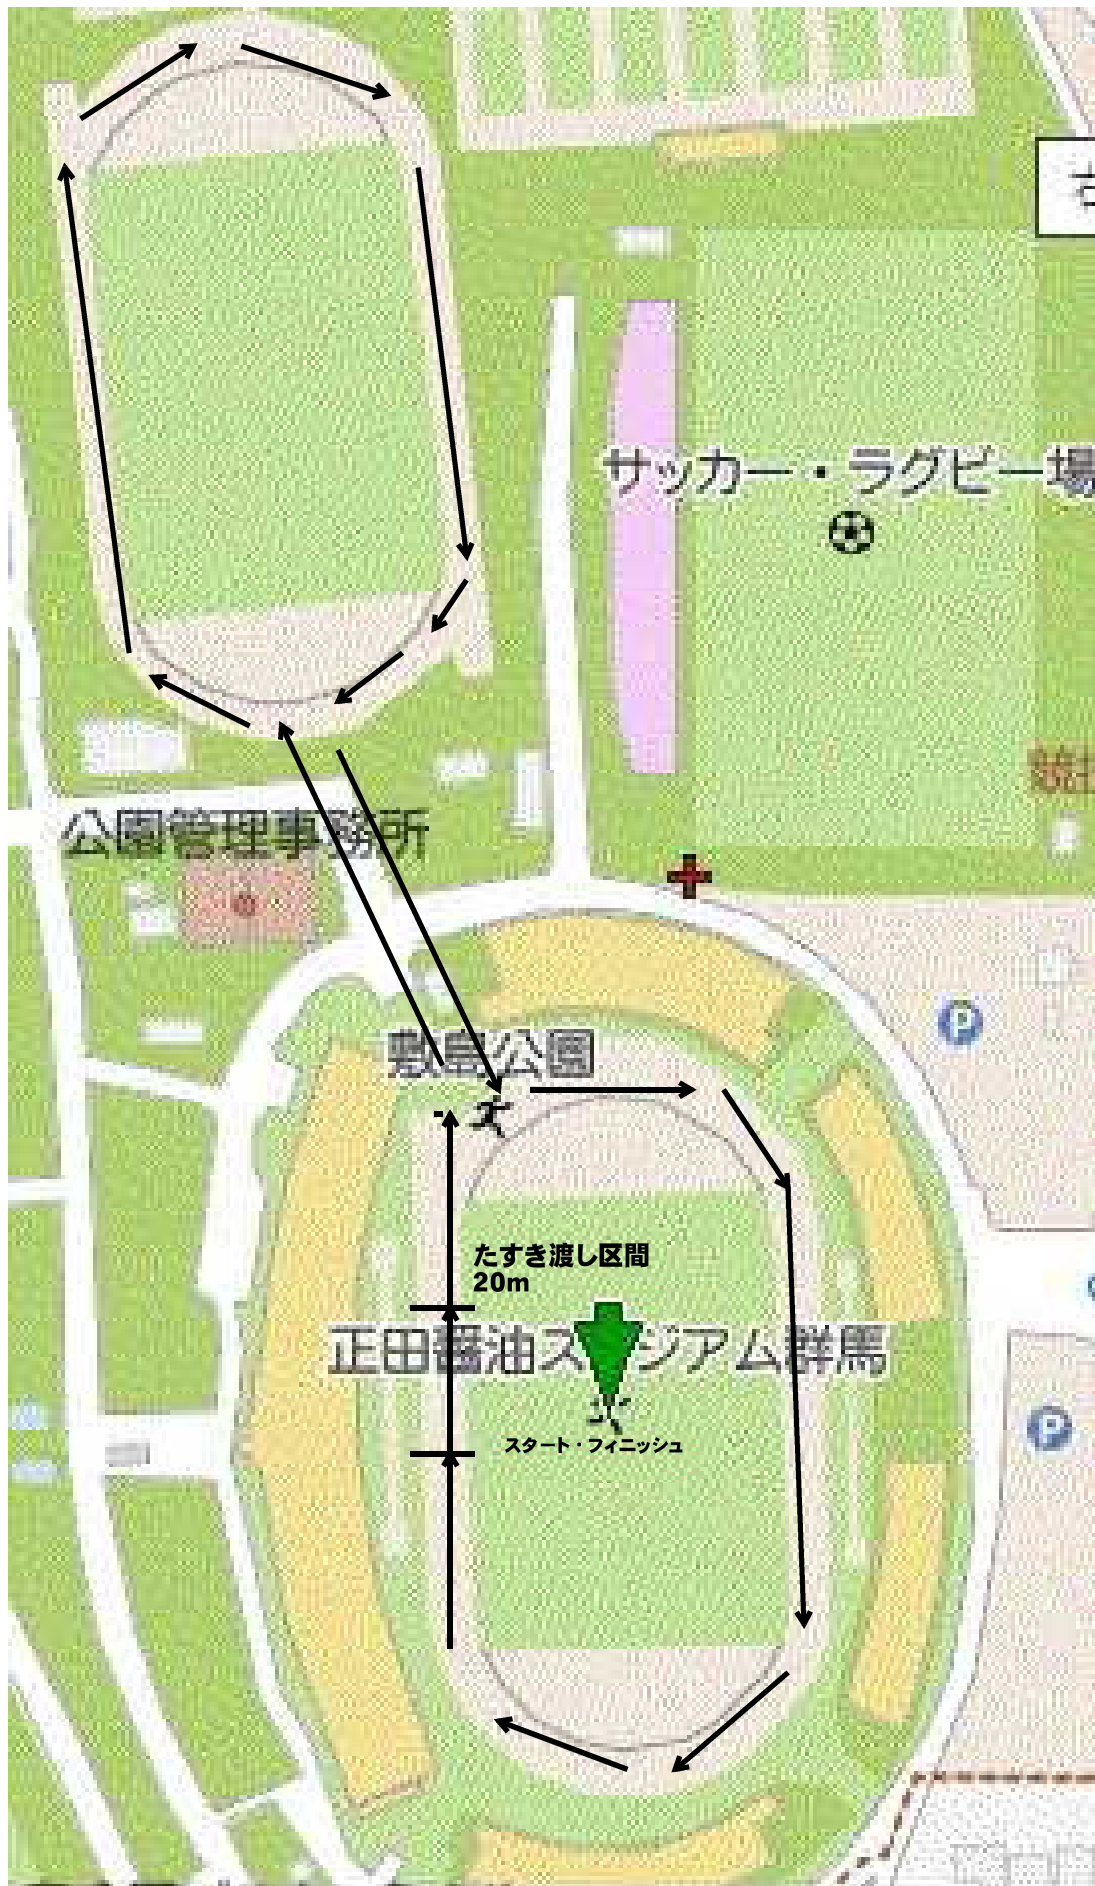 サッカー・ラグビー場
公園管理事務所
P
敷島公園
たすき渡し区間
20m
正田醤油スタジアム群馬
スタート・フィニッシュ
P